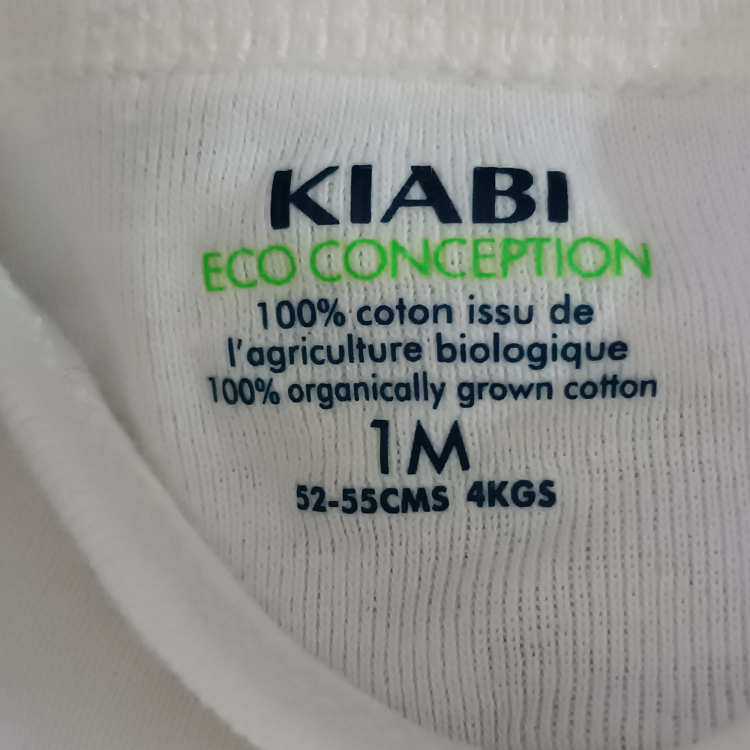 KIABI
ECO CONCEPTION
100% coton issu de
l'agriculture biologique
100% organically grown cotton
1M
52-55CMS 4KGS